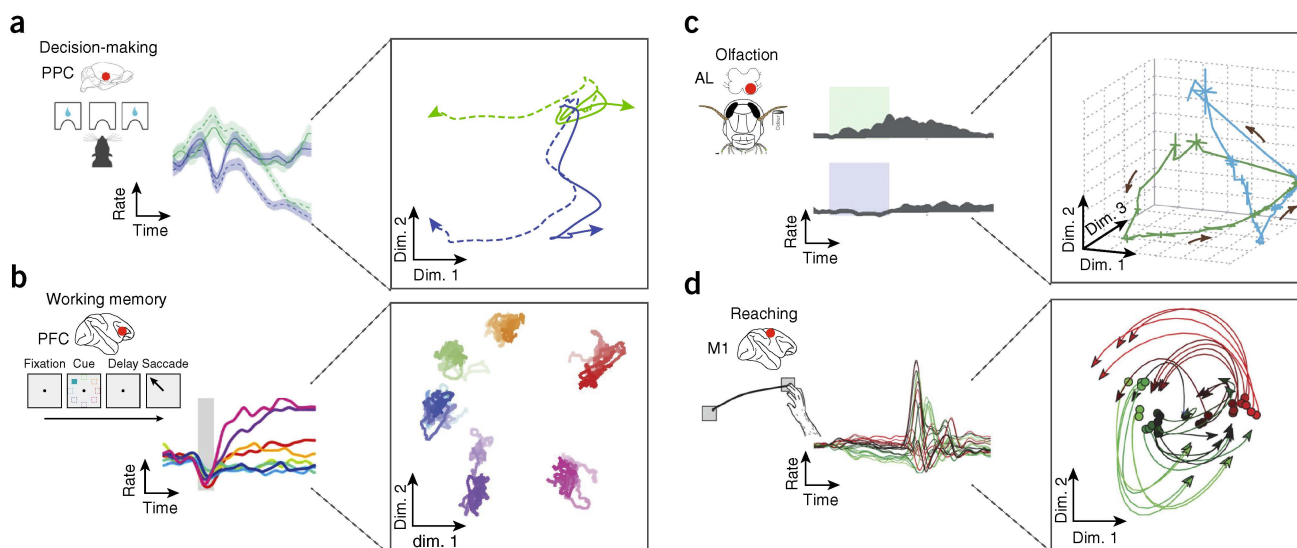 a
Decision-making
PPC
Rate
Time
Dim. 2
Dim. 1
b
Working memory
PFC
Fixation Cue Delay Saccade
Rate
Time
Dim. 2
dim. 1
c
Olfaction
AL
Rate
Time
Dim. 2
Dim. 3
Dim. 1
d
Reaching
M1
Rate
Time
Dim. 2
Dim. 1